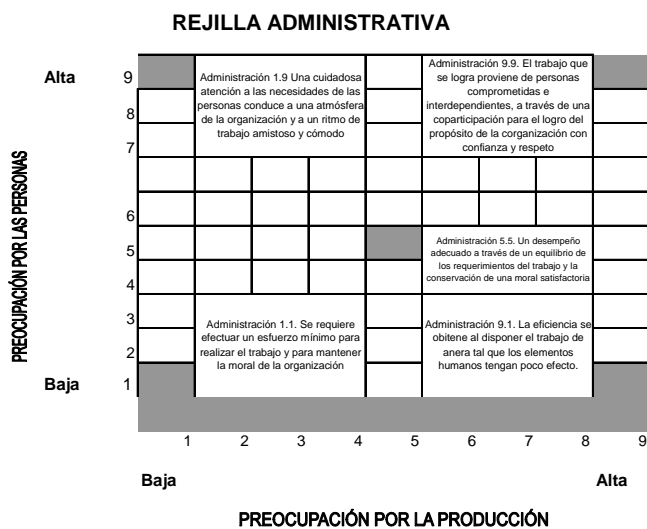 REJILLA ADMINISTRATIVA
Alta
PREOCUPACIÓN POR LAS PERSONAS
Baja
9
8
7
6
5
4
3
2
1
Administración 1.9 Una cuidadosa
atención a las necesidades de las
personas conduce a una atmósfera
de la organización y a un ritmo de
trabajo amistoso y cómodo
Administración 9.9. El trabajo que
se logra proviene de personas
comprometidas e
interdependientes, a través de una
coparticipación para el logro del
propósito de la corganización con
confianza y respeto
Administración 5.5. Un desempeño
adecuado a través de un equilibrio de
los requerimientos del trabajo y la
conservación de una moral satisfactoria
Administración 1.1. Se requiere
efectuar un esfuerzo mínimo para
realizar el trabajo y para mantener
la moral de la organización
Administración 9.1. La eficiencia se
obitene al disponer el trabajo de
anera tal que los elementos
humanos tengan poco efecto.
1 2 3 4 5 6 7 8 9
Baja
Alta
PREOCUPACIÓN POR LA PRODUCCIÓN